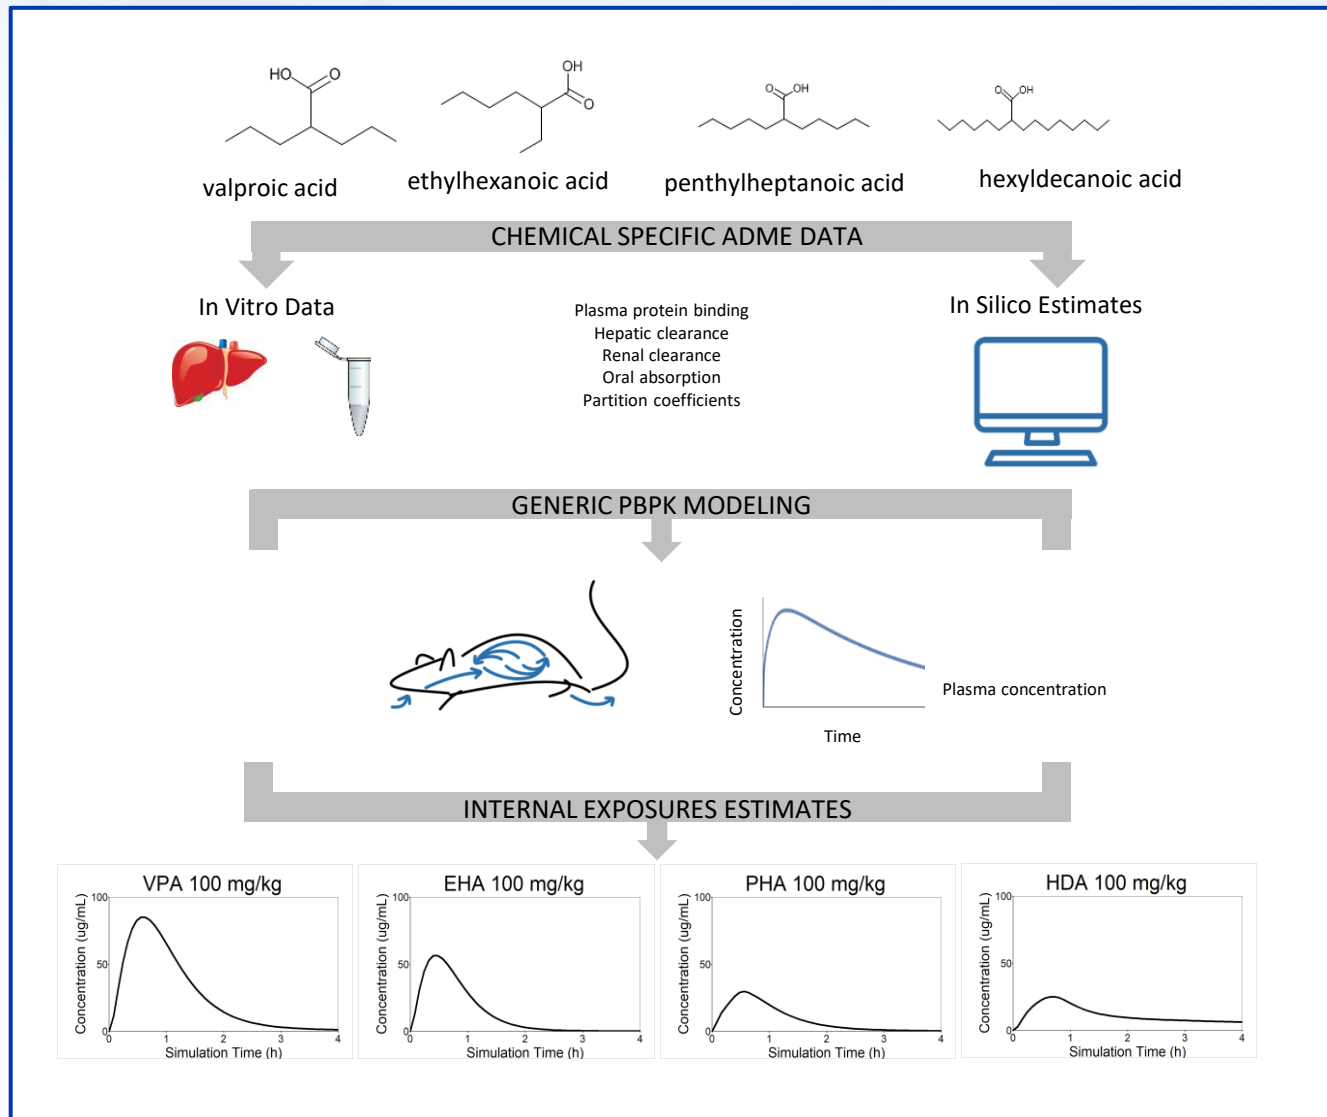 HO
O
OH
O
O
OH
O
OH
valproic acid
ethylhexanoic acid
penthylheptanoic acid
hexyldecanoic acid
CHEMICAL SPECIFIC ADME DATA
In Vitro Data
Plasma protein binding
Hepatic clearance
Renal clearance
Oral absorption
Partition coefficients
In Silico Estimates
GENERIC PBPK MODELING
Concentration
Time
Plasma concentration
INTERNAL EXPOSURES ESTIMATES
VPA 100 mg/kg
Concentration (ug/mL)
100
50
0
0 1 2 3 4
Simulation Time (h)
EHA 100 mg/kg
Concentration (ug/mL)
100
50
0
0 1 2 3 4
Simulation Time (h)
PHA 100 mg/kg
Concentration (ug/mL)
100
50
0
0 1 2 3 4
Simulation Time (h)
HDA 100 mg/kg
Concentration (ug/mL)
100
50
0
0 1 2 3 4
Simulation Time (h)